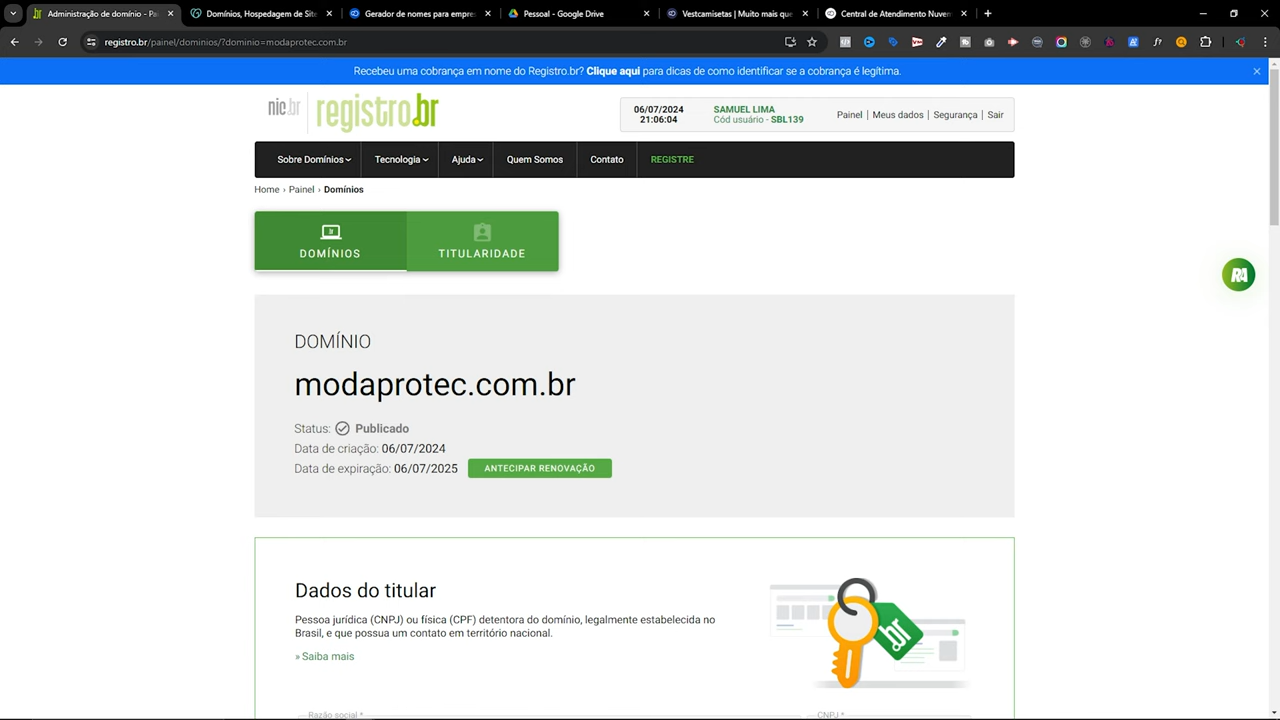 Administração de domínio - Pa
Domínios, Hospedagem de Site
Gerador de nomes para empre
Pessoal - Google Drive
Vestcamisetas | Muito mais que
Central de Atendimento Nuvem
registro.br/painel/dominios/?dominio=modaprotec.com.br
Recebeu uma cobrança em nome do Registro.br? Clique aqui para dicas de como identificar se a cobrança é legítima.
nic.br
registro.br
06/07/2024
21:06:04
SAMUEL LIMA
Cód usuário - SBL139
Painel | Meus dados | Segurança | Sair
Sobre Domínios
Tecnologia
Ajuda
Quem Somos
Contato
REGISTRE
Home › Painel › Domínios
DOMÍNIOS
TITULARIDADE
RA
DOMÍNIO
modaprotec.com.br
Status: Publicado
Data de criação: 06/07/2024
Data de expiração: 06/07/2025
ANTECIPAR RENOVAÇÃO
Dados do titular
Pessoa jurídica (CNPJ) ou física (CPF) detentora do domínio, legalmente estabelecida no
Brasil, e que possua um contato em território nacional.
» Saiba mais
.br
Razão social *
CNPJ *